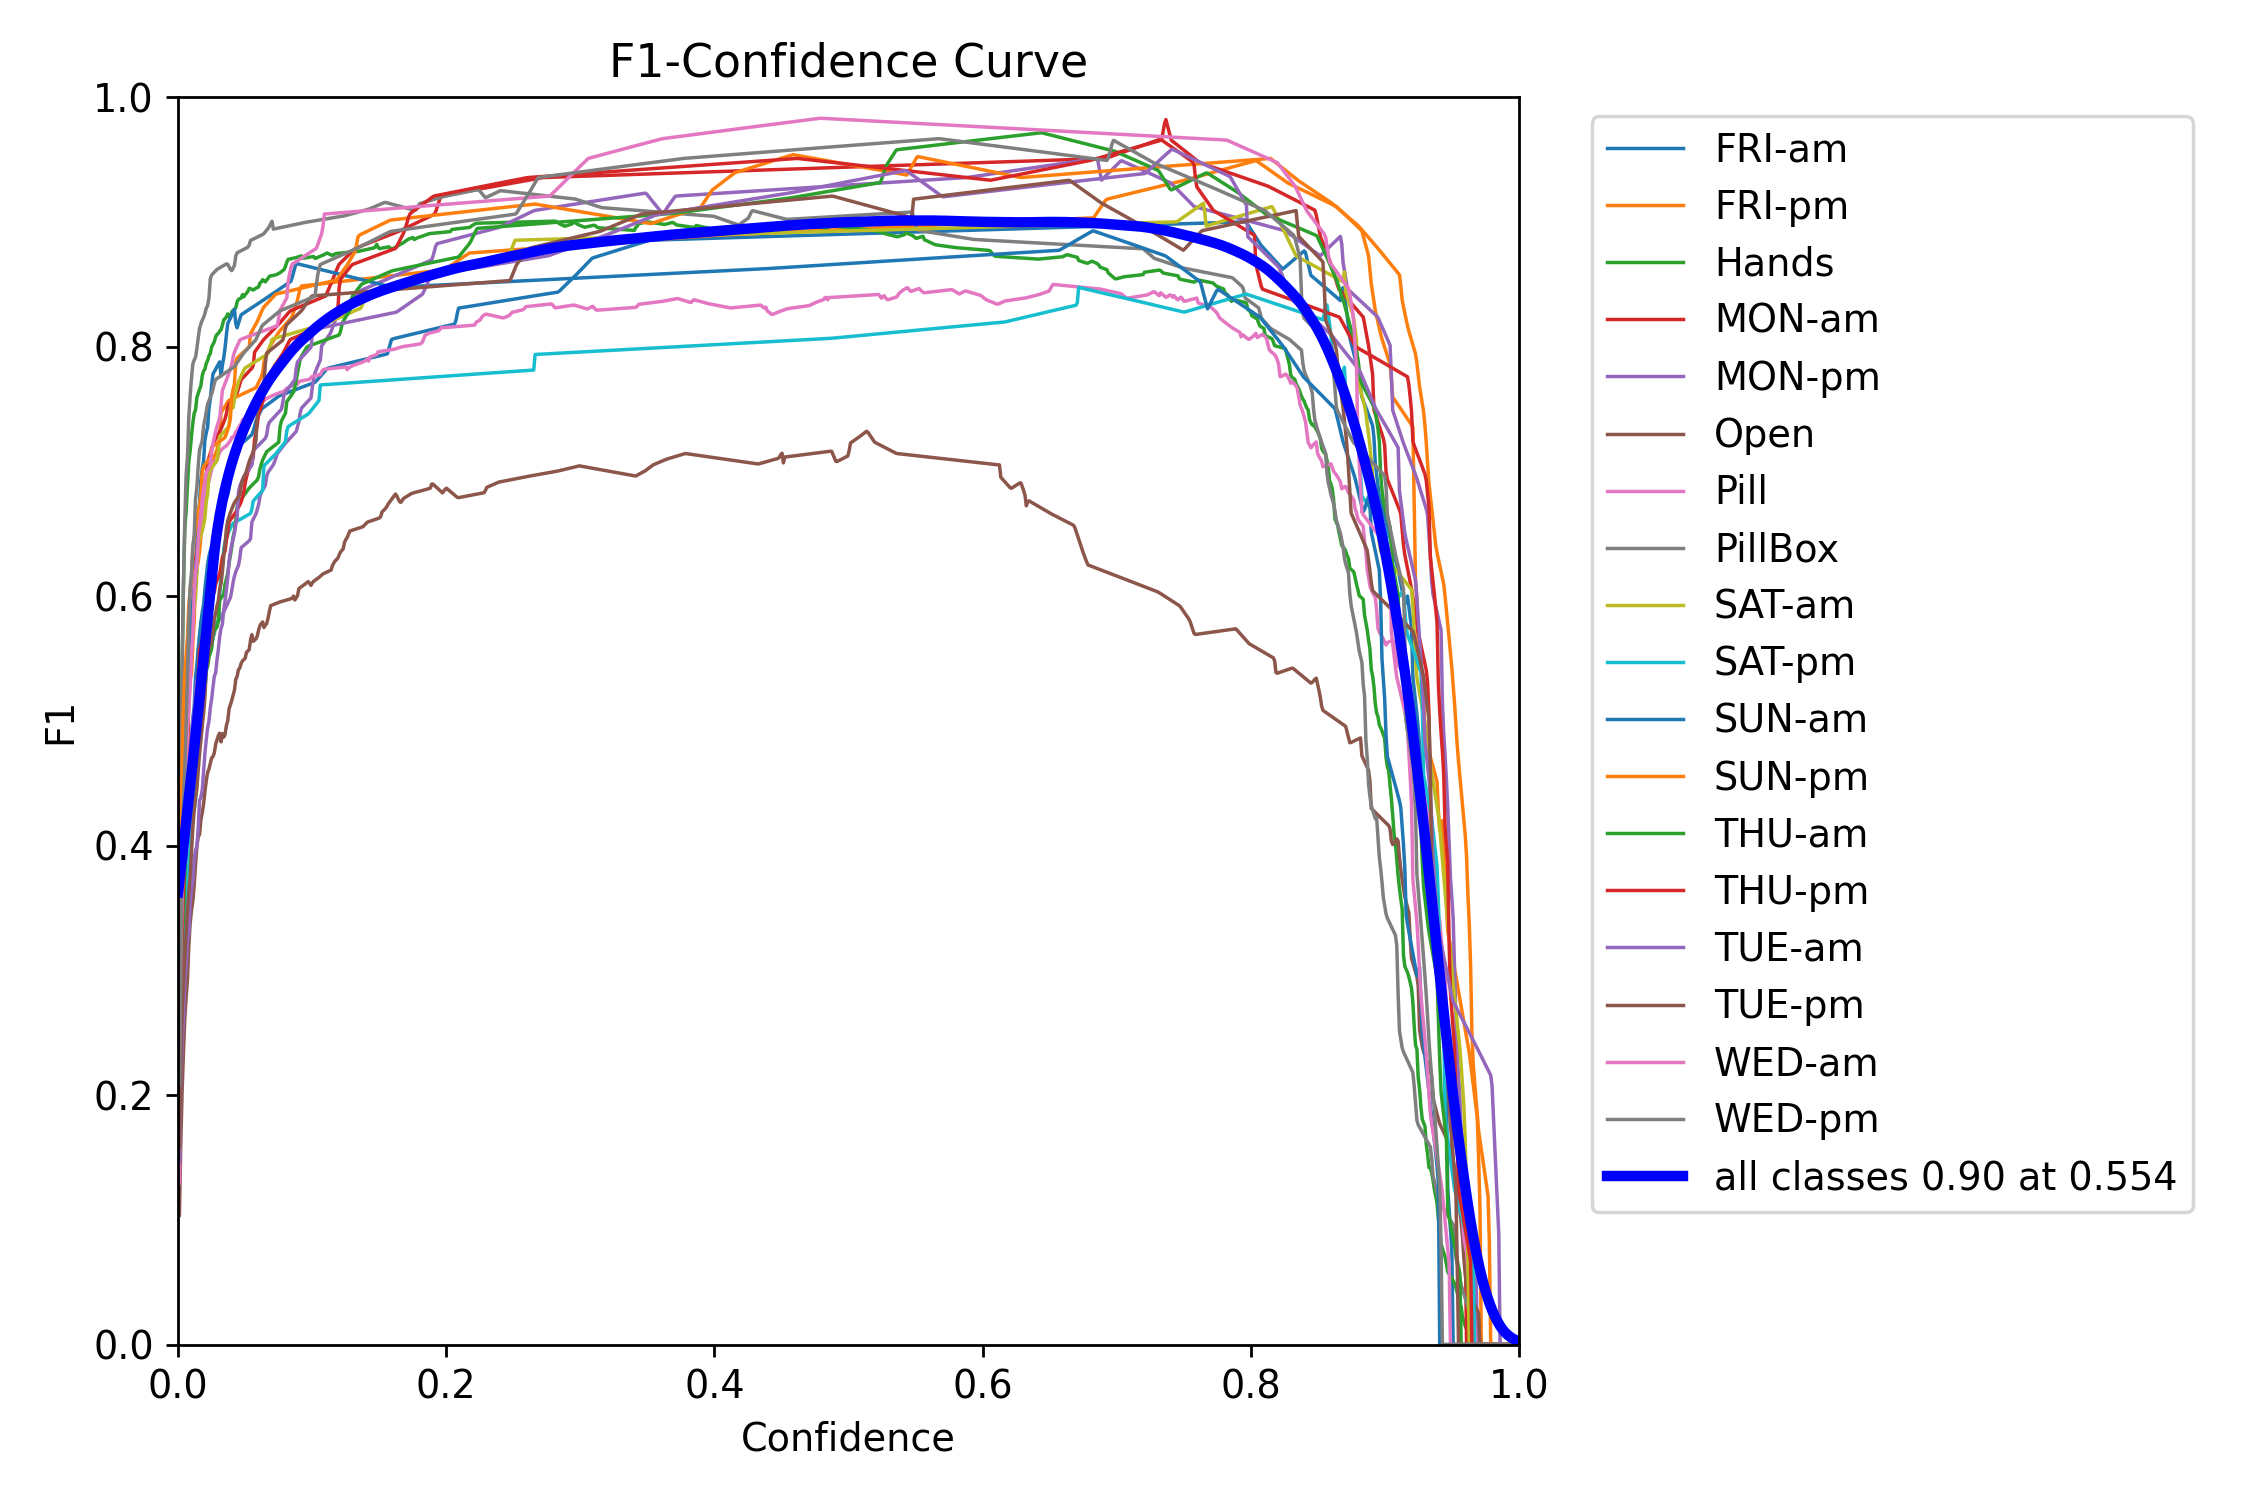 F1-Confidence Curve
1.0
0.8
0.6
0.4
0.2
0.0
F1
0.0 0.2 0.4 0.6 0.8 1.0
Confidence
FRI-am
FRI-pm
Hands
MON-am
MON-pm
Open
Pill
PillBox
SAT-am
SAT-pm
SUN-am
SUN-pm
THU-am
THU-pm
TUE-am
TUE-pm
WED-am
WED-pm
all classes 0.90 at 0.554